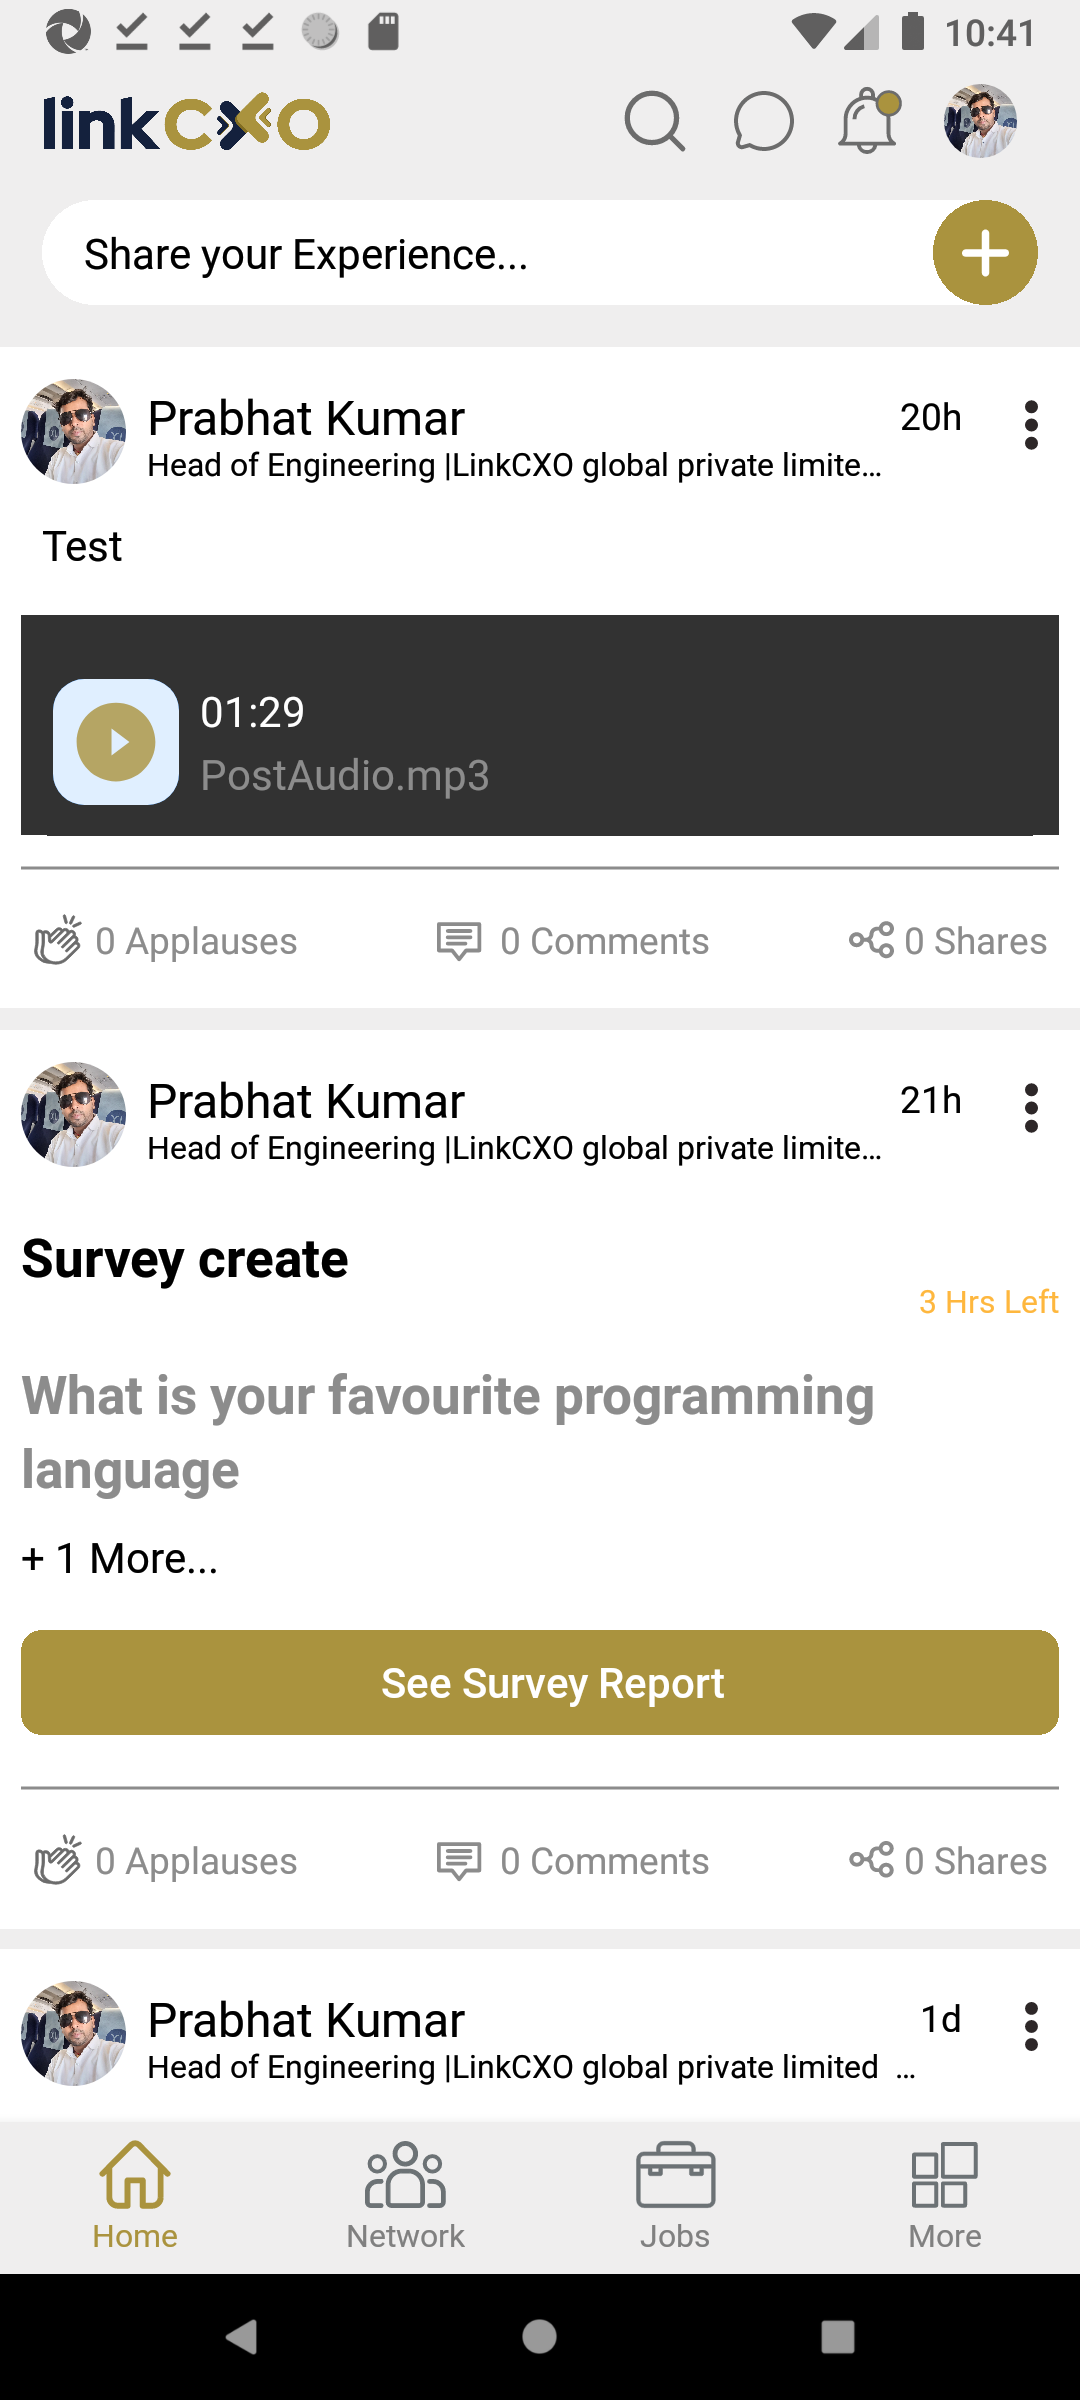 10:41
linkCXO
Share your Experience...
Prabhat Kumar
20h
Head of Engineering |LinkCXO global private limite...
Test
01:29
PostAudio.mp3
0 Applauses
0 Comments
0 Shares
Prabhat Kumar
21h
Head of Engineering |LinkCXO global private limite...
Survey create
3 Hrs Left
What is your favourite programming
language
+ 1 More...
See Survey Report
0 Applauses
0 Comments
0 Shares
Prabhat Kumar
1d
Head of Engineering |LinkCXO global private limited ...
Home
Network
Jobs
More